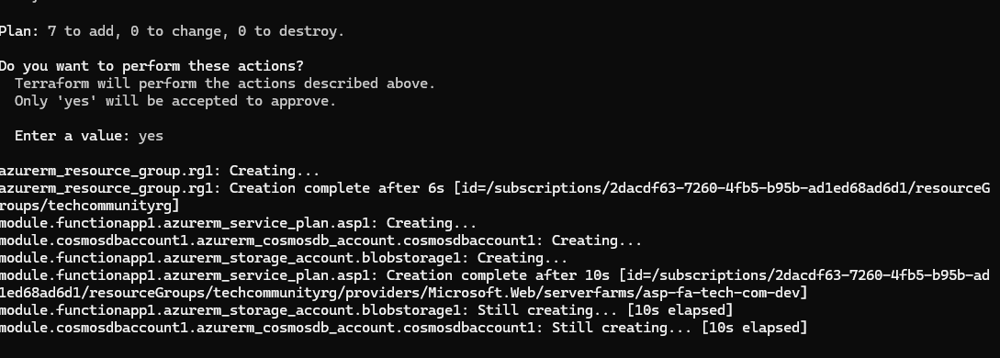 Plan: 7 to add, 0 to change, 0 to destroy.
Do you want to perform these actions?
Terraform will perform the actions described above.
Only 'yes' will be accepted to approve.
Enter a value: yes
azurerm_resource_group.rg1: Creating...
azurerm_resource_group.rg1: Creation complete after 6s [id=/subscriptions/2dacdf63-7260-4fb5-b95b-ad1ed68ad6d1/resourceG
roups/techcommunityrg]
module.functionapp1.azurerm_service_plan.asp1: Creating...
module.cosmosdbaccount1.azurerm_cosmosdb_account.cosmosdbaccount1: Creating...
module.functionapp1.azurerm_storage_account.blobstorage1: Creating...
module.functionapp1.azurerm_service_plan.asp1: Creation complete after 10s [id=/subscriptions/2dacdf63-7260-4fb5-b95b-ad
1ed68ad6d1/resourceGroups/techcommunityrg/providers/Microsoft.Web/serverfarms/asp-fa-tech-com-dev]
module.functionapp1.azurerm_storage_account.blobstorage1: Still creating... [10s elapsed]
module.cosmosdbaccount1.azurerm_cosmosdb_account.cosmosdbaccount1: Still creating... [10s elapsed]